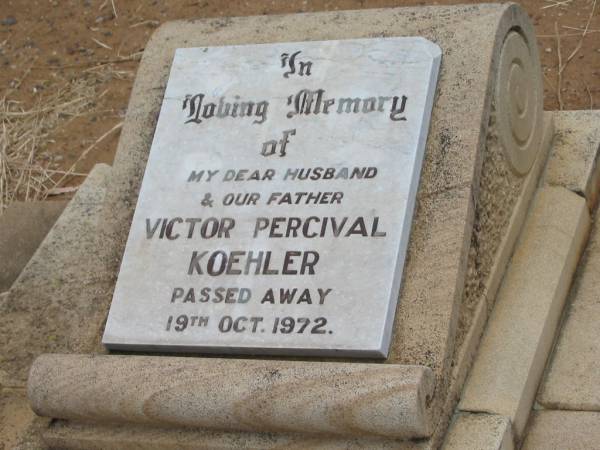 In
Loving Memory
of
MY DEAR HUSBAND
& OUR FATHER
VICTOR PERCIVAL
KOEHLER
PASSED AWAY
19TH OCT. 1972.